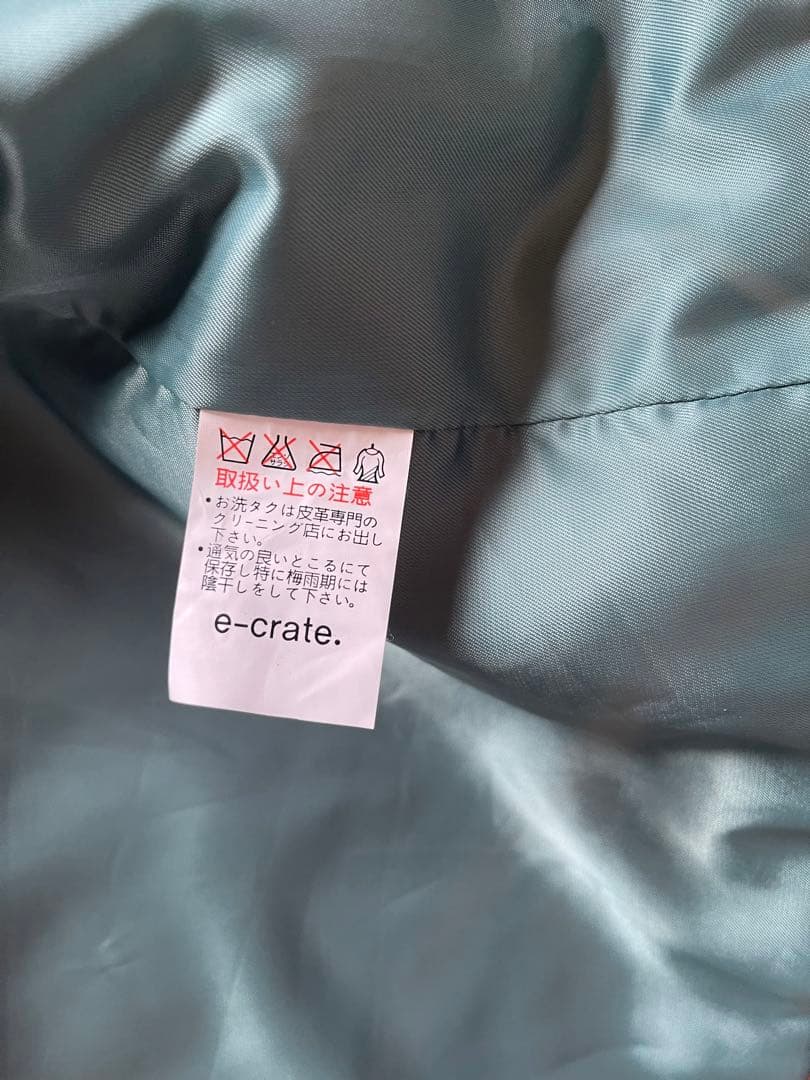 取扱い上の注意
•お洗タクは皮革専門の
クリーニング店にお出し
下さい。
•通気の良いところにて
保存し特に梅雨期には
陰干しをして下さい。
e-crate.